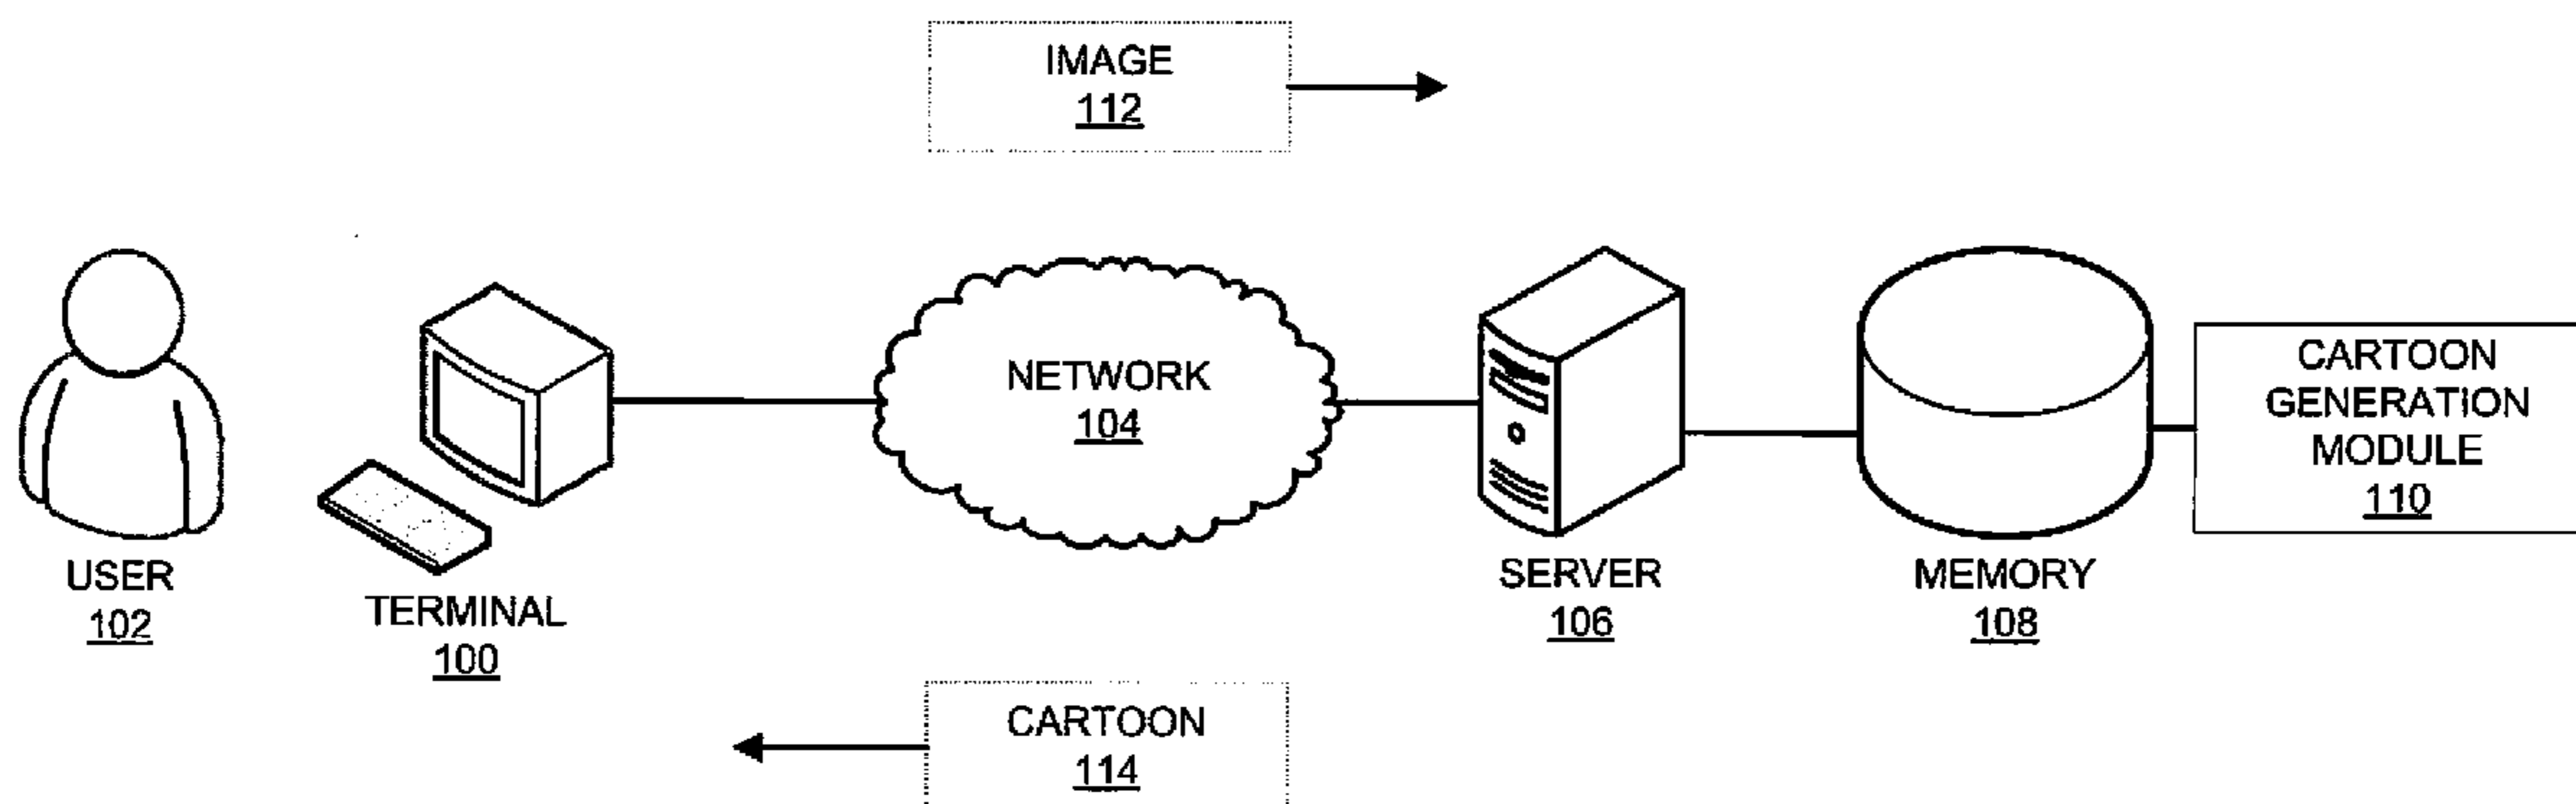 IMAGE
112
NETWORK
104
CARTOON
GENERATION
MODULE
110
USER
102
TERMINAL
100
SERVER
106
MEMORY
108
CARTOON
114